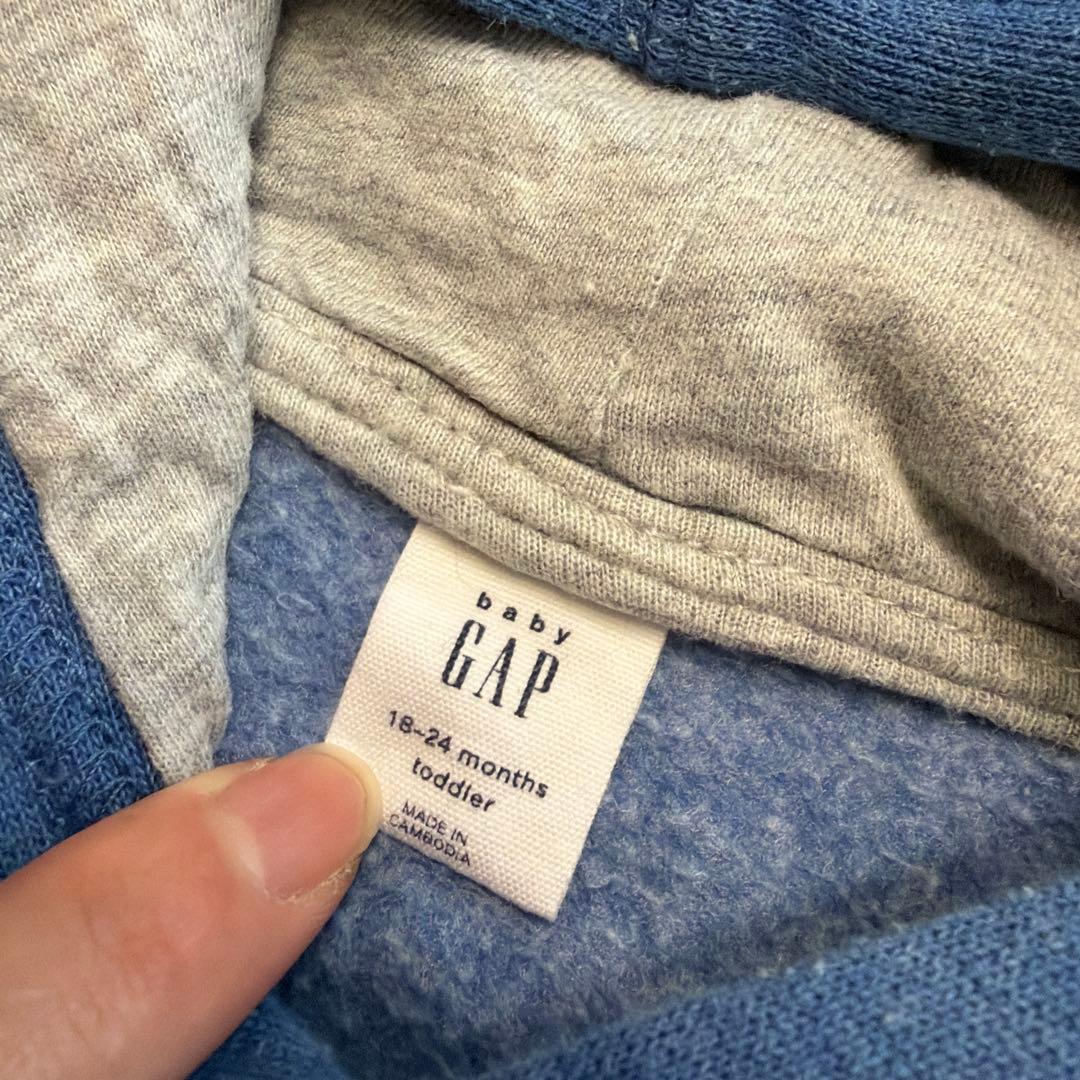 baby
GAP
18-24 months
toddler
MADE IN
CAMBODIA